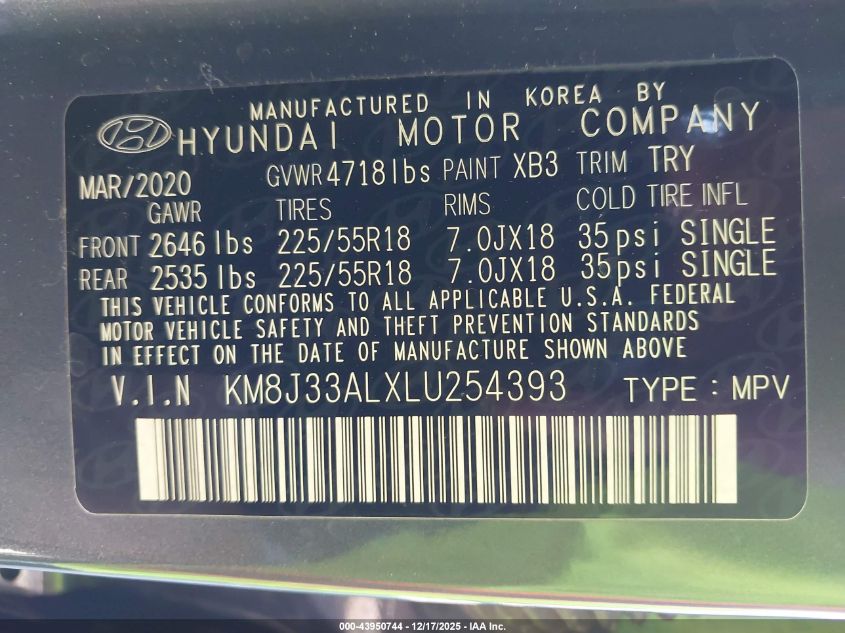 MANUFACTURED IN KOREA BY
HYUNDAI MOTOR COMPANY
MAR/2020 GVWR 4718lbs PAINT XB3 TRIM TRY
GAWR TIRES RIMS COLD TIRE INFL
FRONT 2646 lbs 225/55R18 7.0JX18 35psi SINGLE
REAR 2535 lbs 225/55R18 7.0JX18 35psi SINGLE
THIS VEHICLE CONFORMS TO ALL APPLICABLE U.S.A. FEDERAL
MOTOR VEHICLE SAFETY AND THEFT PREVENTION STANDARDS
IN EFFECT ON THE DATE OF MANUFACTURE SHOWN ABOVE
V.I.N KM8J33ALXLU254393 TYPE : MPV
000-43950744 - 12/17/2025 - IAA Inc.